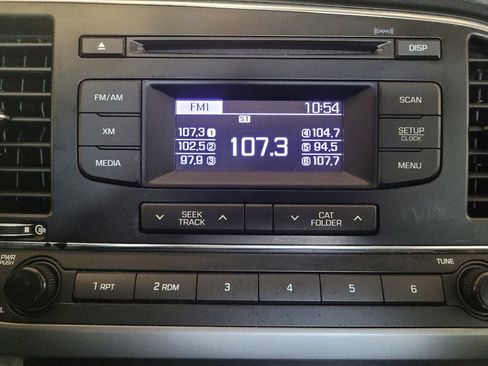 ((XM))
DISP
FM/AM
FM1 10:54
SCAN
ST
107.3 1 4 104.7
XM
102.5 2 107.3 5 94.5
SETUP
CLOCK
97.9 3 6 107.7
MEDIA
MENU
SEEK
TRACK
CAT
FOLDER
PWR
PUSH
TUNE
1 RPT 2 RDM 3 4 5 6